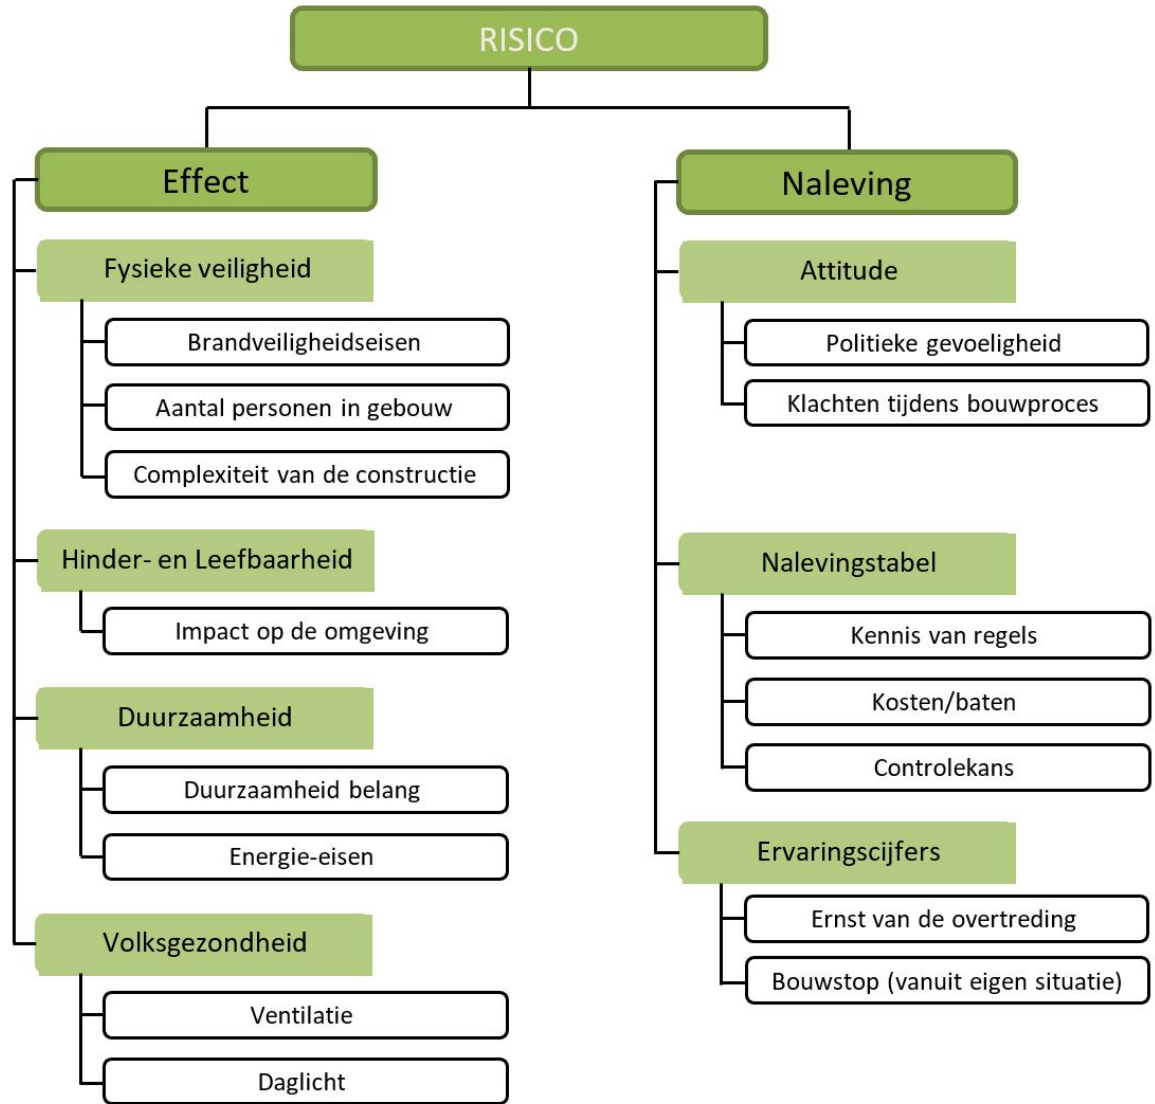 RISICO
Effect
Fysieke veiligheid
Brandveiligheidseisen
Aantal personen in gebouw
Complexiteit van de constructie
Hinder- en Leefbaarheid
Impact op de omgeving
Duurzaamheid
Duurzaamheid belang
Energie-eisen
Volksgezondheid
Ventilatie
Daglicht
Naleving
Attitude
Politieke gevoeligheid
Klachten tijdens bouwproces
Nalevingstabel
Kennis van regels
Kosten/baten
Controlekans
Ervaringscijfers
Ernst van de overtreding
Bouwstop (vanuit eigen situatie)